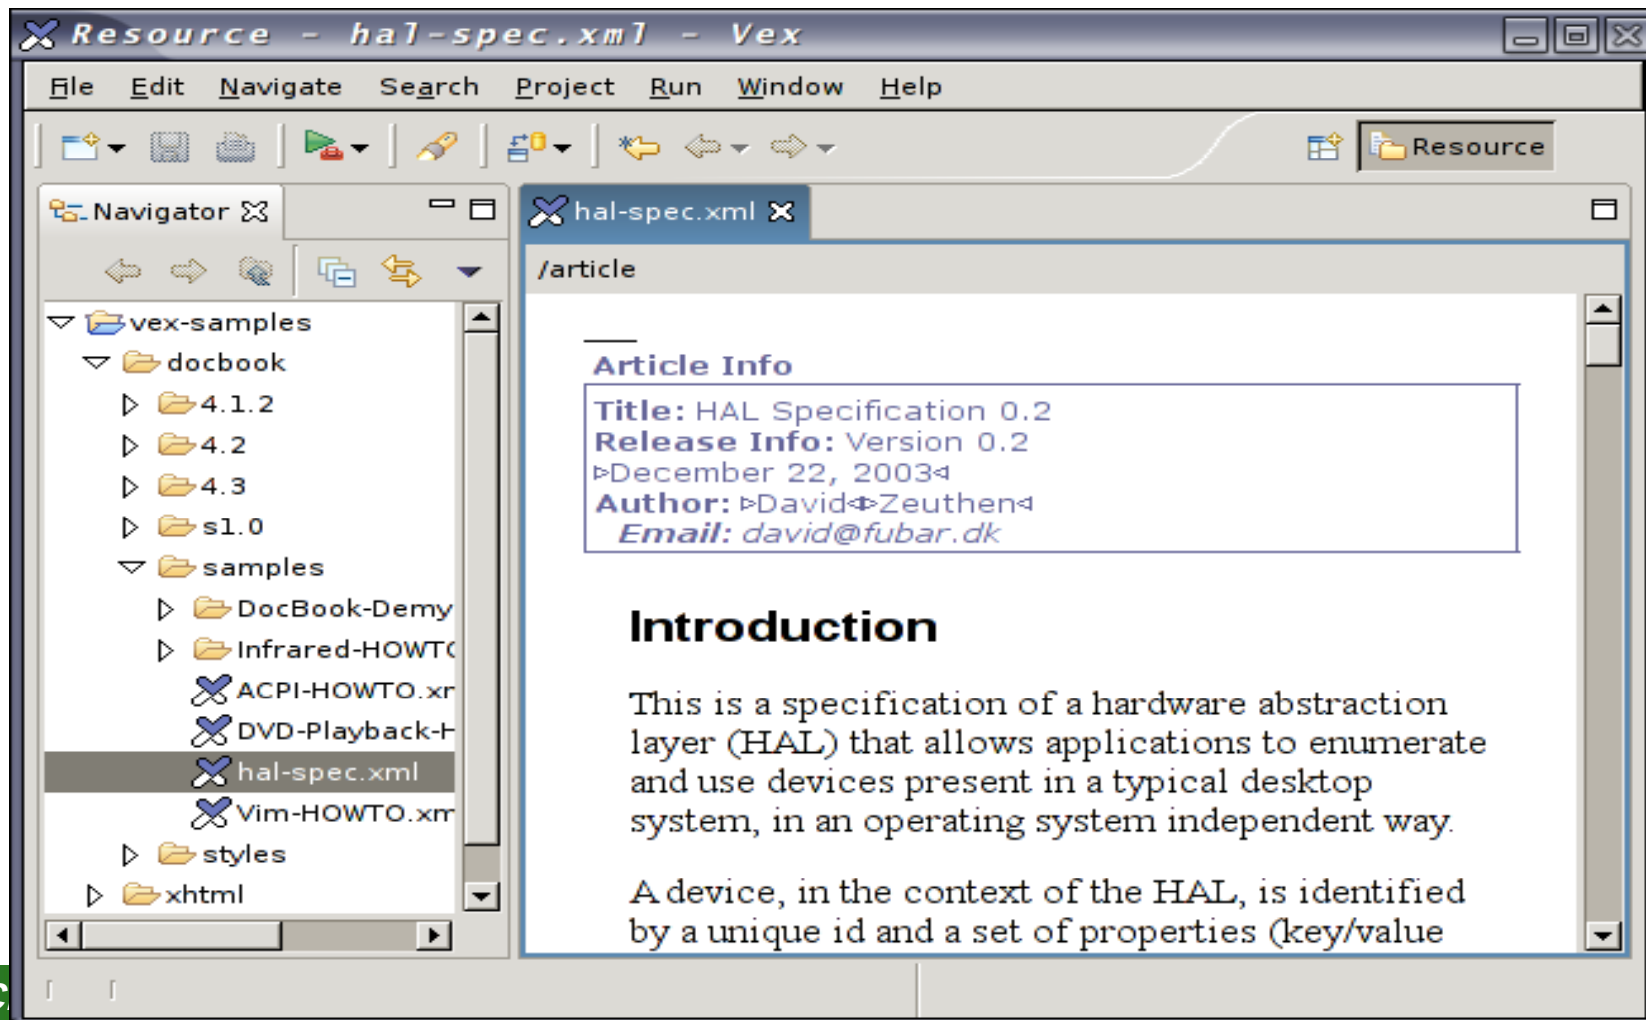 Resource - hal-spec.xml - Vex
File Edit Navigate Search Project Run Window Help
Resource
Navigator
hal-spec.xml
/article
vex-samples
docbook
4.1.2
4.2
4.3
s1.0
samples
DocBook-Demy
Infrared-HOWTO
ACPI-HOWTO.xm
DVD-Playback-H
hal-spec.xml
Vim-HOWTO.xm
styles
xhtml
Article Info
Title: HAL Specification 0.2
Release Info: Version 0.2
December 22, 2003
Author: David Zeuthen
Email: david@fubar.dk
Introduction
This is a specification of a hardware abstraction
layer (HAL) that allows applications to enumerate
and use devices present in a typical desktop
system, in an operating system independent way.
A device, in the context of the HAL, is identified
by a unique id and a set of properties (key/value